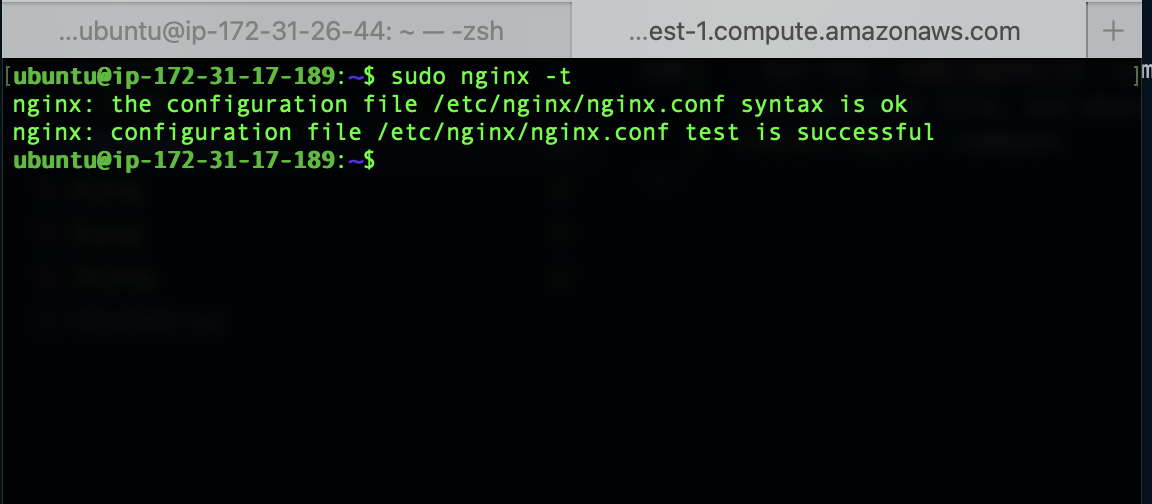 ...ubuntu@ip-172-31-26-44: ~ — -zsh
...est-1.compute.amazonaws.com
+
[ubuntu@ip-172-31-17-189:~$ sudo nginx -t ]
nginx: the configuration file /etc/nginx/nginx.conf syntax is ok
nginx: configuration file /etc/nginx/nginx.conf test is successful
ubuntu@ip-172-31-17-189:~$